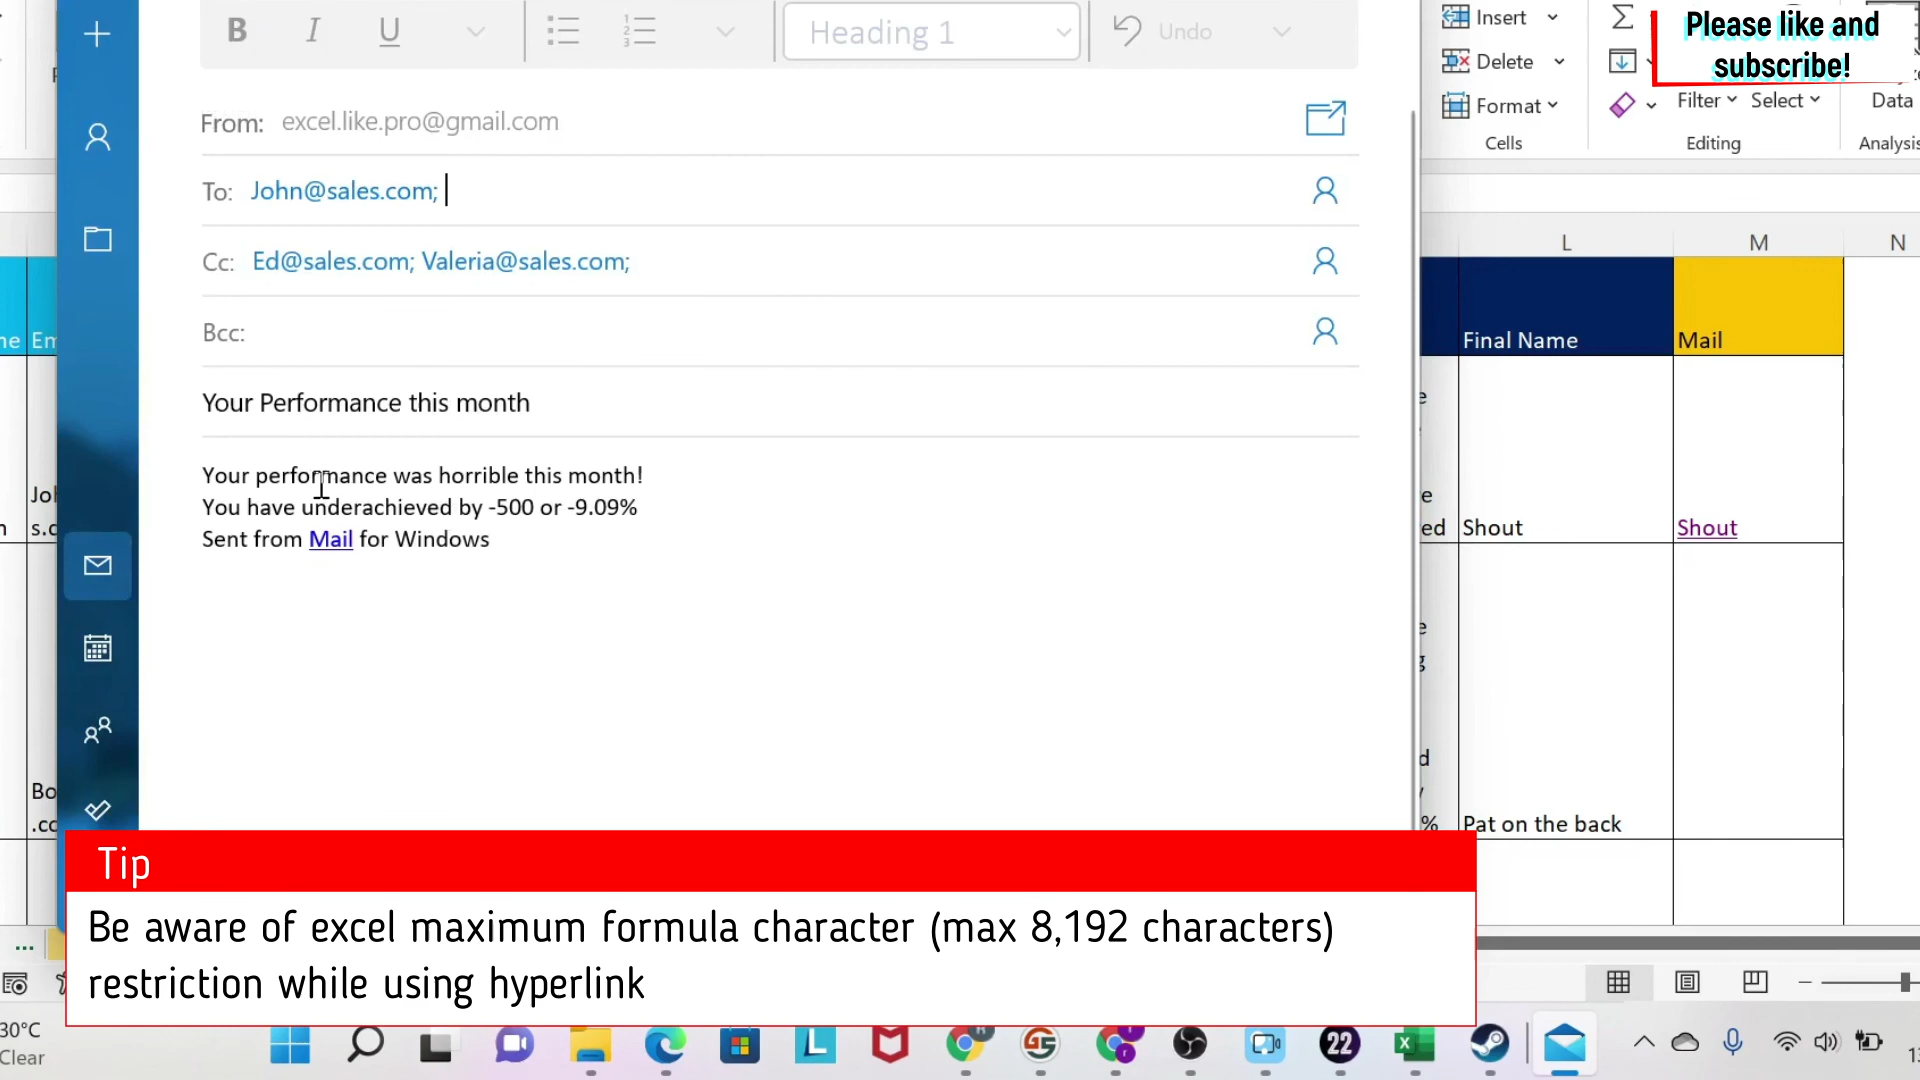 B I U Heading 1 Undo
Insert
Delete
Format
Cells
Σ
Filter Select
Editing
Data
Analysis
Please like and
subscribe!
From: excel.like.pro@gmail.com
To: John@sales.com;
Cc: Ed@sales.com; Valeria@sales.com;
Bcc:
Your Performance this month
Your performance was horrible this month!
You have underachieved by -500 or -9.09%
Sent from Mail for Windows
L M N
Final Name Mail
Shout Shout
Pat on the back
Tip
Be aware of excel maximum formula character (max 8,192 characters)
restriction while using hyperlink
30°C
Clear
22